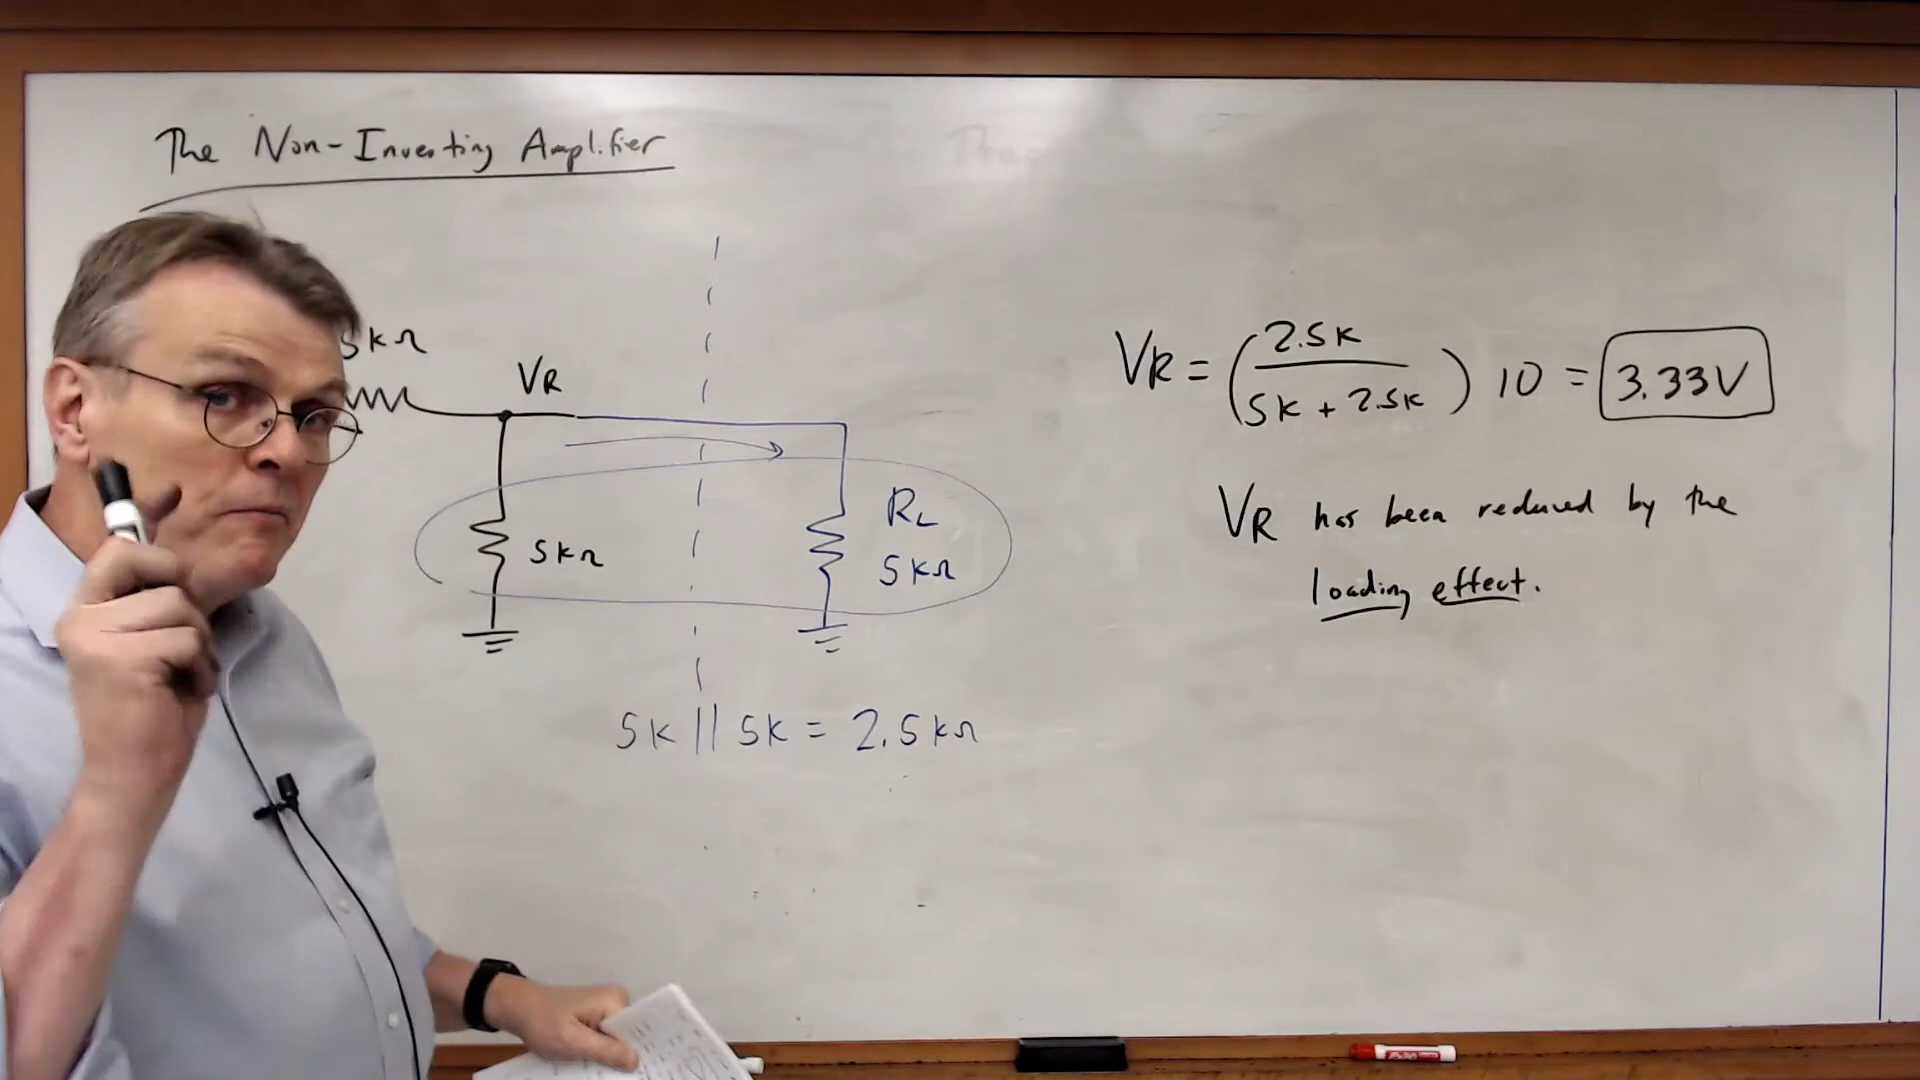 The Non-Inverting Amplifier
5kΩ
VR
5kΩ
RL
5kΩ
5k || 5k = 2.5kΩ
VR = (2.5k / 5k + 2.5k) 10 = 3.33V
VR has been reduced by the
loading effect.